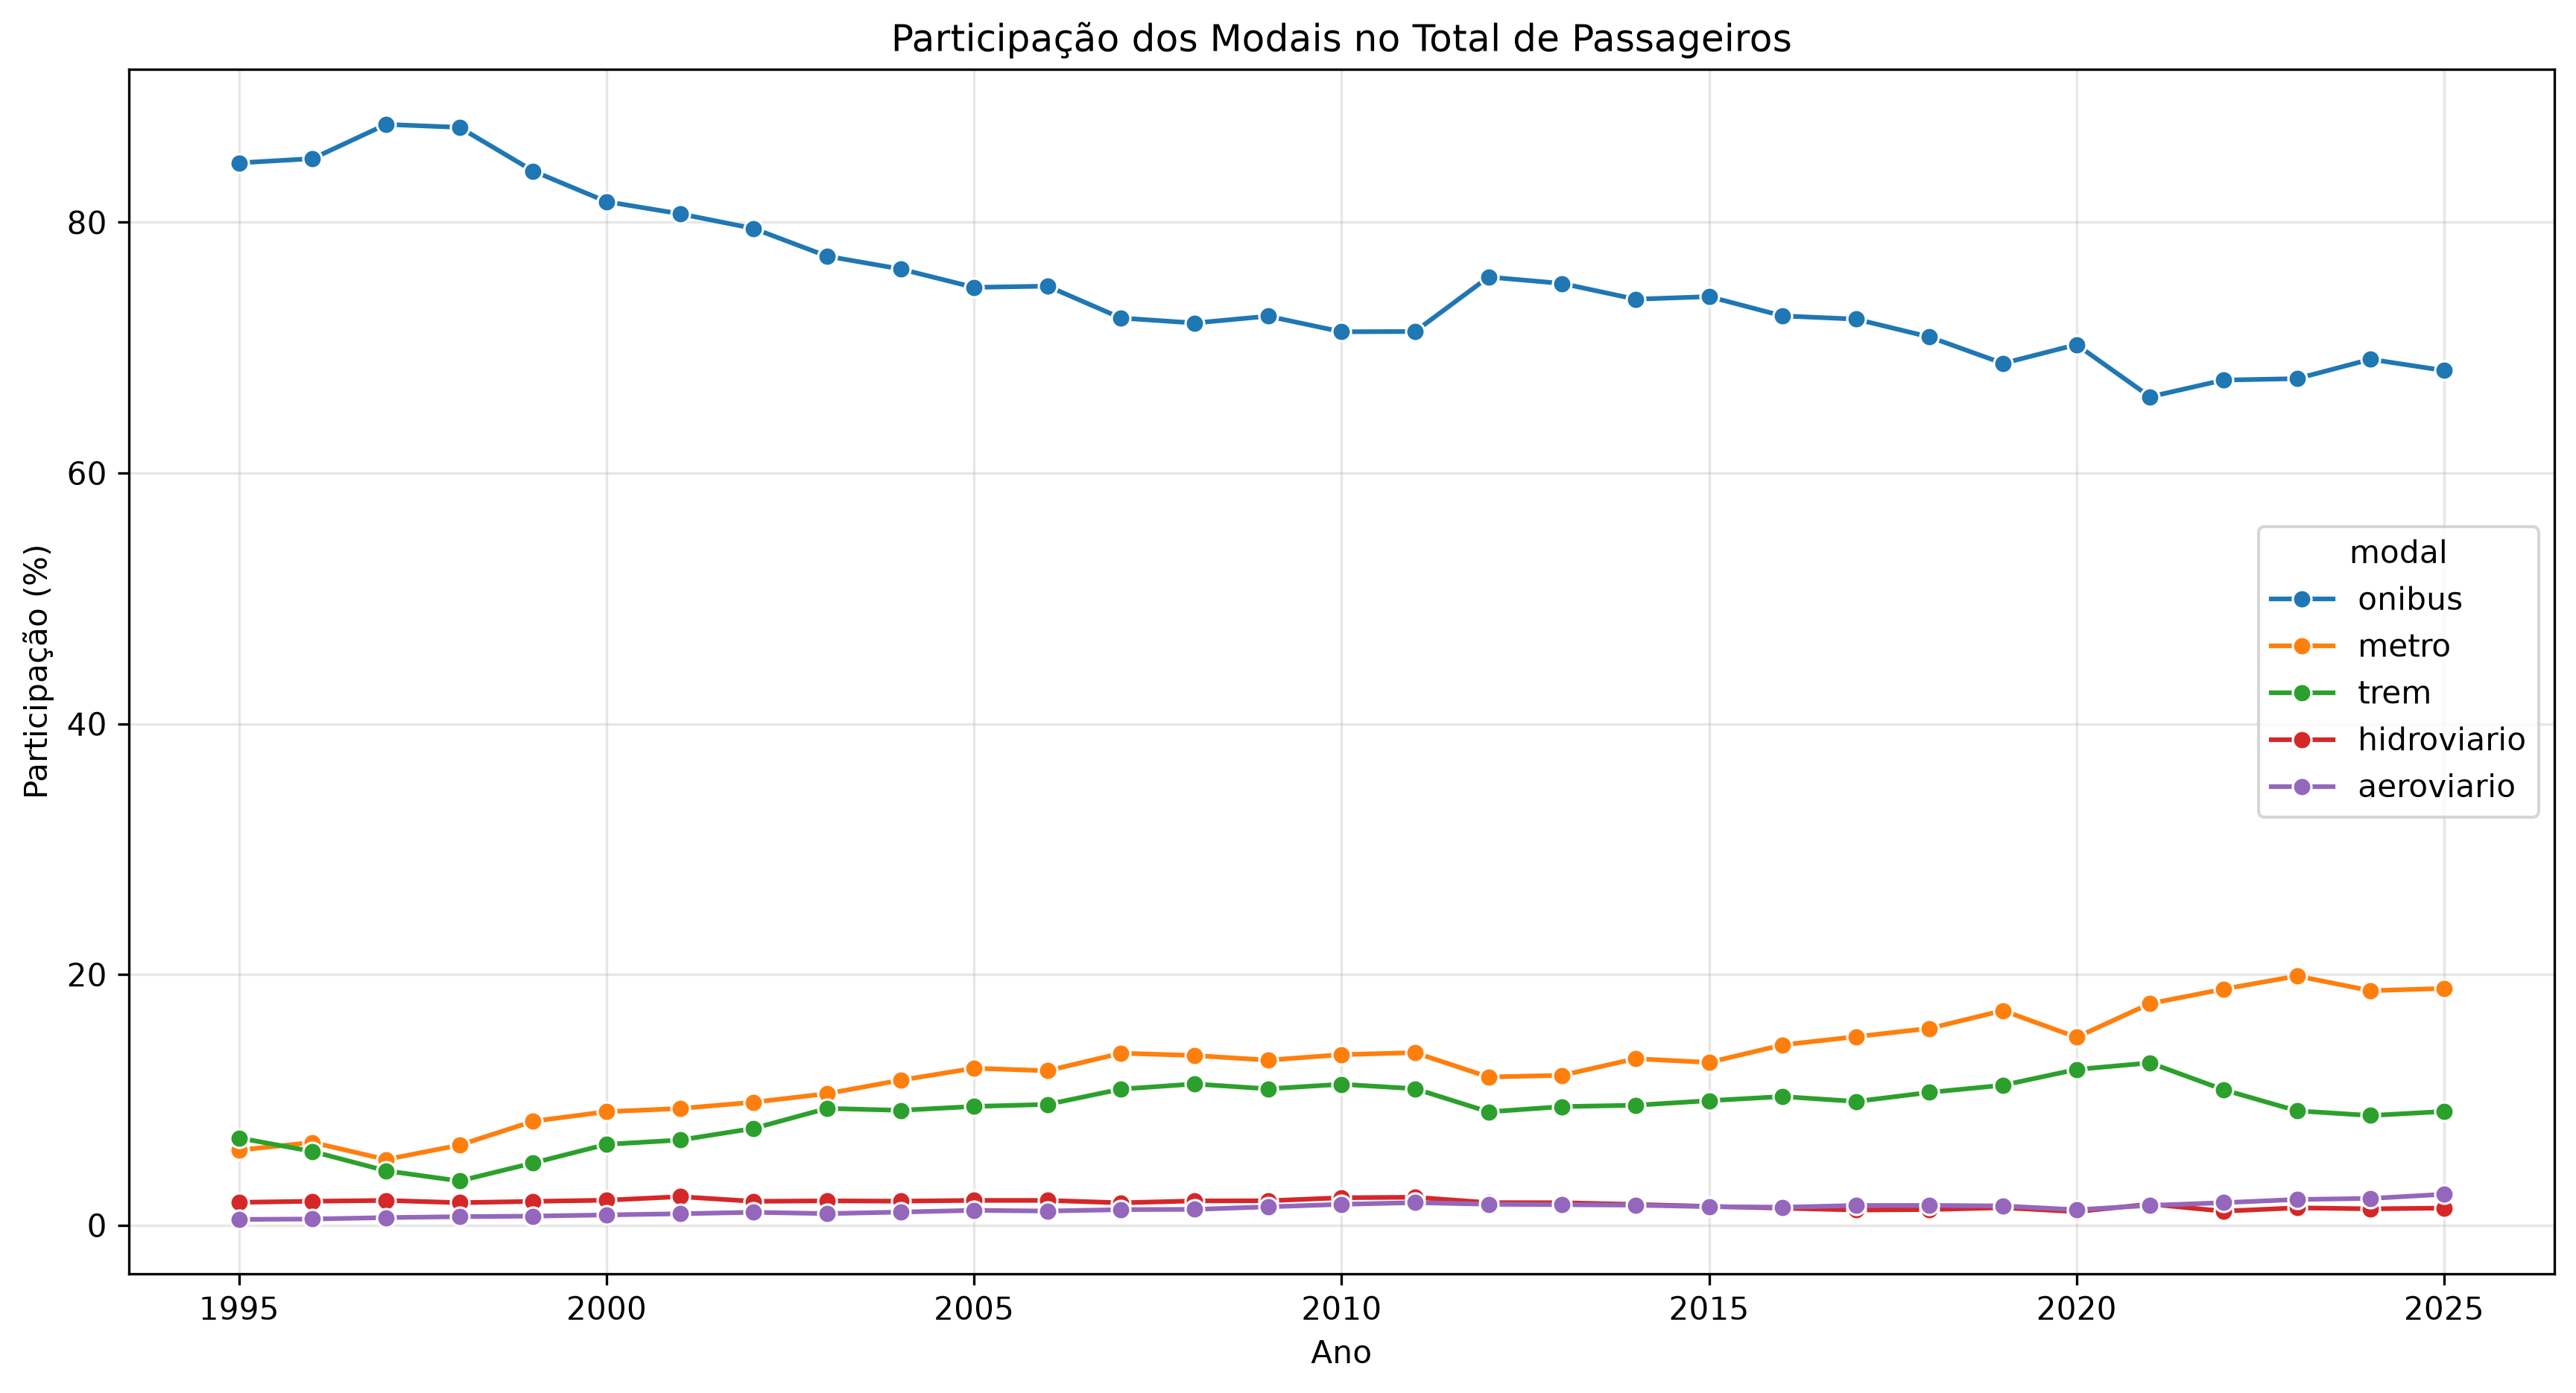 Participação dos Modais no Total de Passageiros
Participação (%)
80
60
40
20
0
modal
onibus
metro
trem
hidroviario
aeroviario
1995 2000 2005 2010 2015 2020 2025
Ano